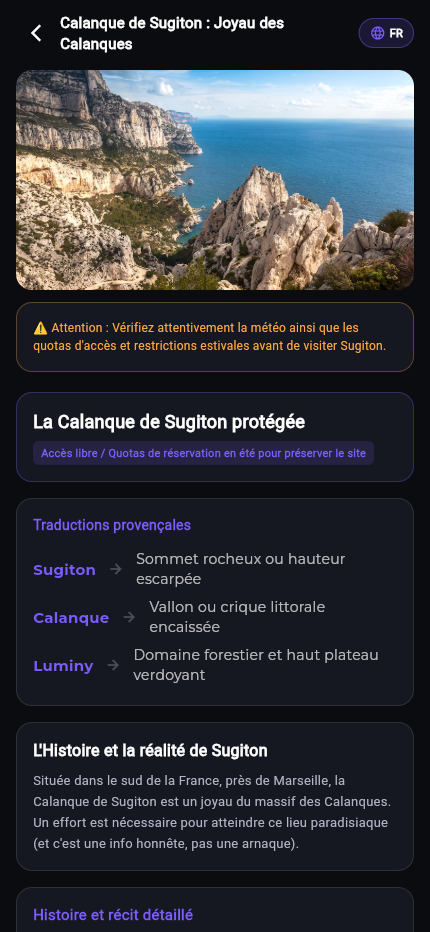 Calanque de Sugiton : Joyau des
Calanques
FR
⚠️ Attention : Vérifiez attentivement la météo ainsi que les
quotas d'accès et restrictions estivales avant de visiter Sugiton.
La Calanque de Sugiton protégée
Accès libre / Quotas de réservation en été pour préserver le site
Traductions provençales
Sugiton → Sommet rocheux ou hauteur
escarpée
Calanque → Vallon ou crique littorale
encaissée
Luminy → Domaine forestier et haut plateau
verdoyant
L'Histoire et la réalité de Sugiton
Située dans le sud de la France, près de Marseille, la
Calanque de Sugiton est un joyau du massif des Calanques.
Un effort est nécessaire pour atteindre ce lieu paradisiaque
(et c'est une info honnête, pas une arnaque).
Histoire et récit détaillé